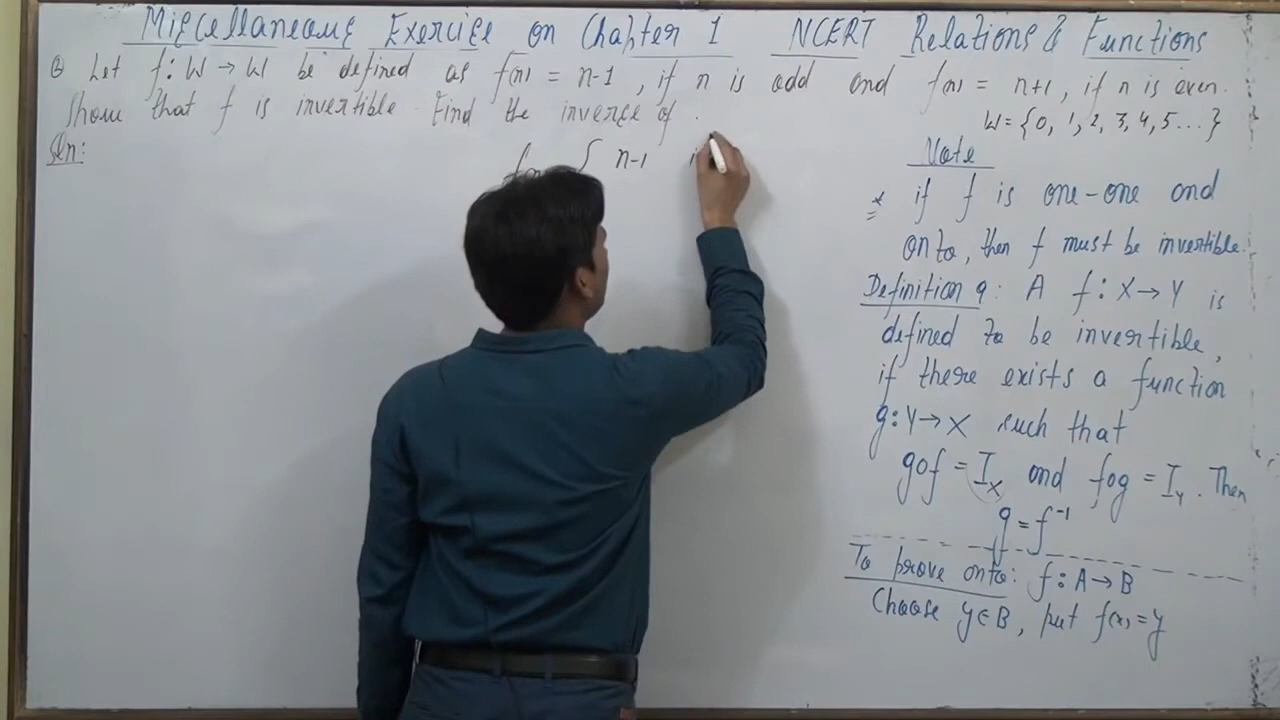 Miscellaneous Exercise on Chapter 1 NCERT Relations & Functions
Let f: W → W be defined as f(n) = n-1, if n is odd and f(n) = n+1, if n is even.
Show that f is invertible. Find the inverse of .
W = {0, 1, 2, 3, 4, 5...}
Soln:
n-1
Note
* if f is one-one and
onto, then f must be invertible.
Definition 9: A f: X → Y is
defined to be invertible,
if there exists a function
g: Y → X such that
gof = I_X and fog = I_Y. Then
g = f⁻¹
To prove onto: f: A → B
Choose y ∈ B, put f(x) = y